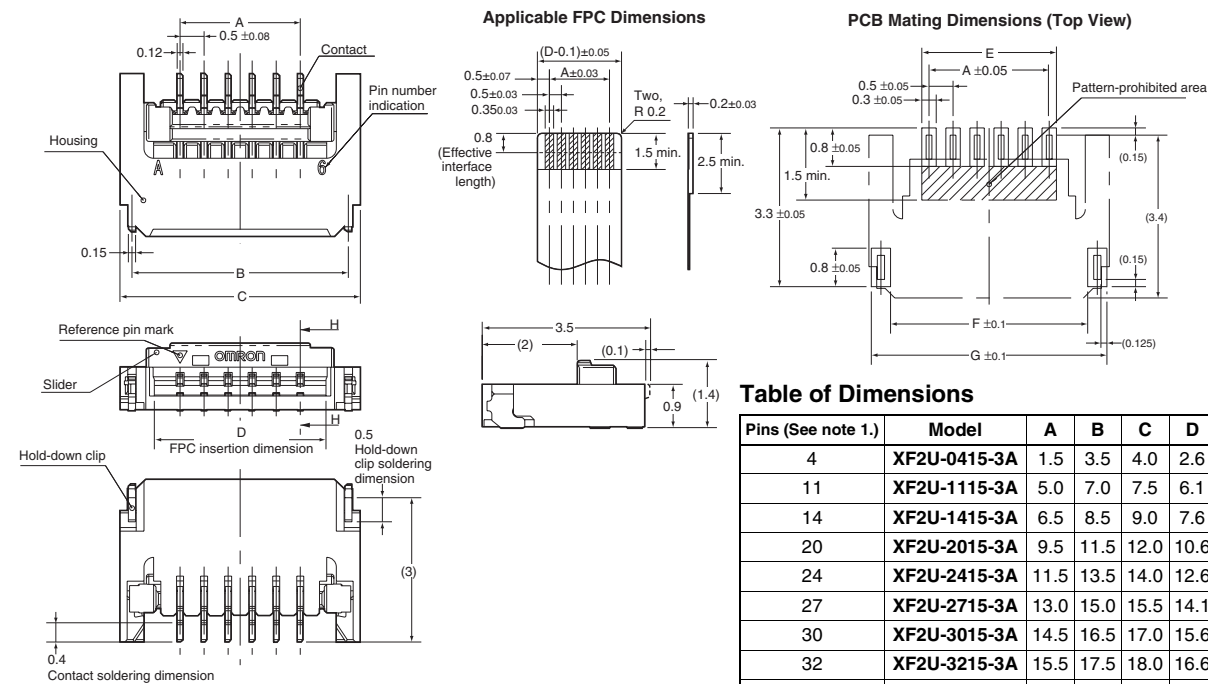 A
0.5 ±0.08
0.12
Contact
Pin number
indication
Housing
A
6
0.15
B
C
Reference pin mark
H
OMRON
Slider
H
D
FPC insertion dimension
0.5
Hold-down
clip soldering
dimension
Hold-down clip
(3)
0.4
Contact soldering dimension
Applicable FPC Dimensions
(D-0.1)±0.05
0.5±0.07
A±0.03
0.5±0.03
0.35±0.03
Two,
R 0.2
0.2±0.03
0.8
(Effective
interface
length)
1.5 min.
2.5 min.
3.5
(2)
(0.1)
0.9
(1.4)
PCB Mating Dimensions (Top View)
E
A ±0.05
0.5 ±0.05
0.3 ±0.05
Pattern-prohibited area
0.8 ±0.05
(0.15)
1.5 min.
3.3 ±0.05
(3.4)
0.8 ±0.05
(0.15)
F ±0.1
(0.125)
G ±0.1
Table of Dimensions
Pins (See note 1.) Model A B C D
4 XF2U-0415-3A 1.5 3.5 4.0 2.6
11 XF2U-1115-3A 5.0 7.0 7.5 6.1
14 XF2U-1415-3A 6.5 8.5 9.0 7.6
20 XF2U-2015-3A 9.5 11.5 12.0 10.6
24 XF2U-2415-3A 11.5 13.5 14.0 12.6
27 XF2U-2715-3A 13.0 15.0 15.5 14.1
30 XF2U-3015-3A 14.5 16.5 17.0 15.6
32 XF2U-3215-3A 15.5 17.5 18.0 16.6